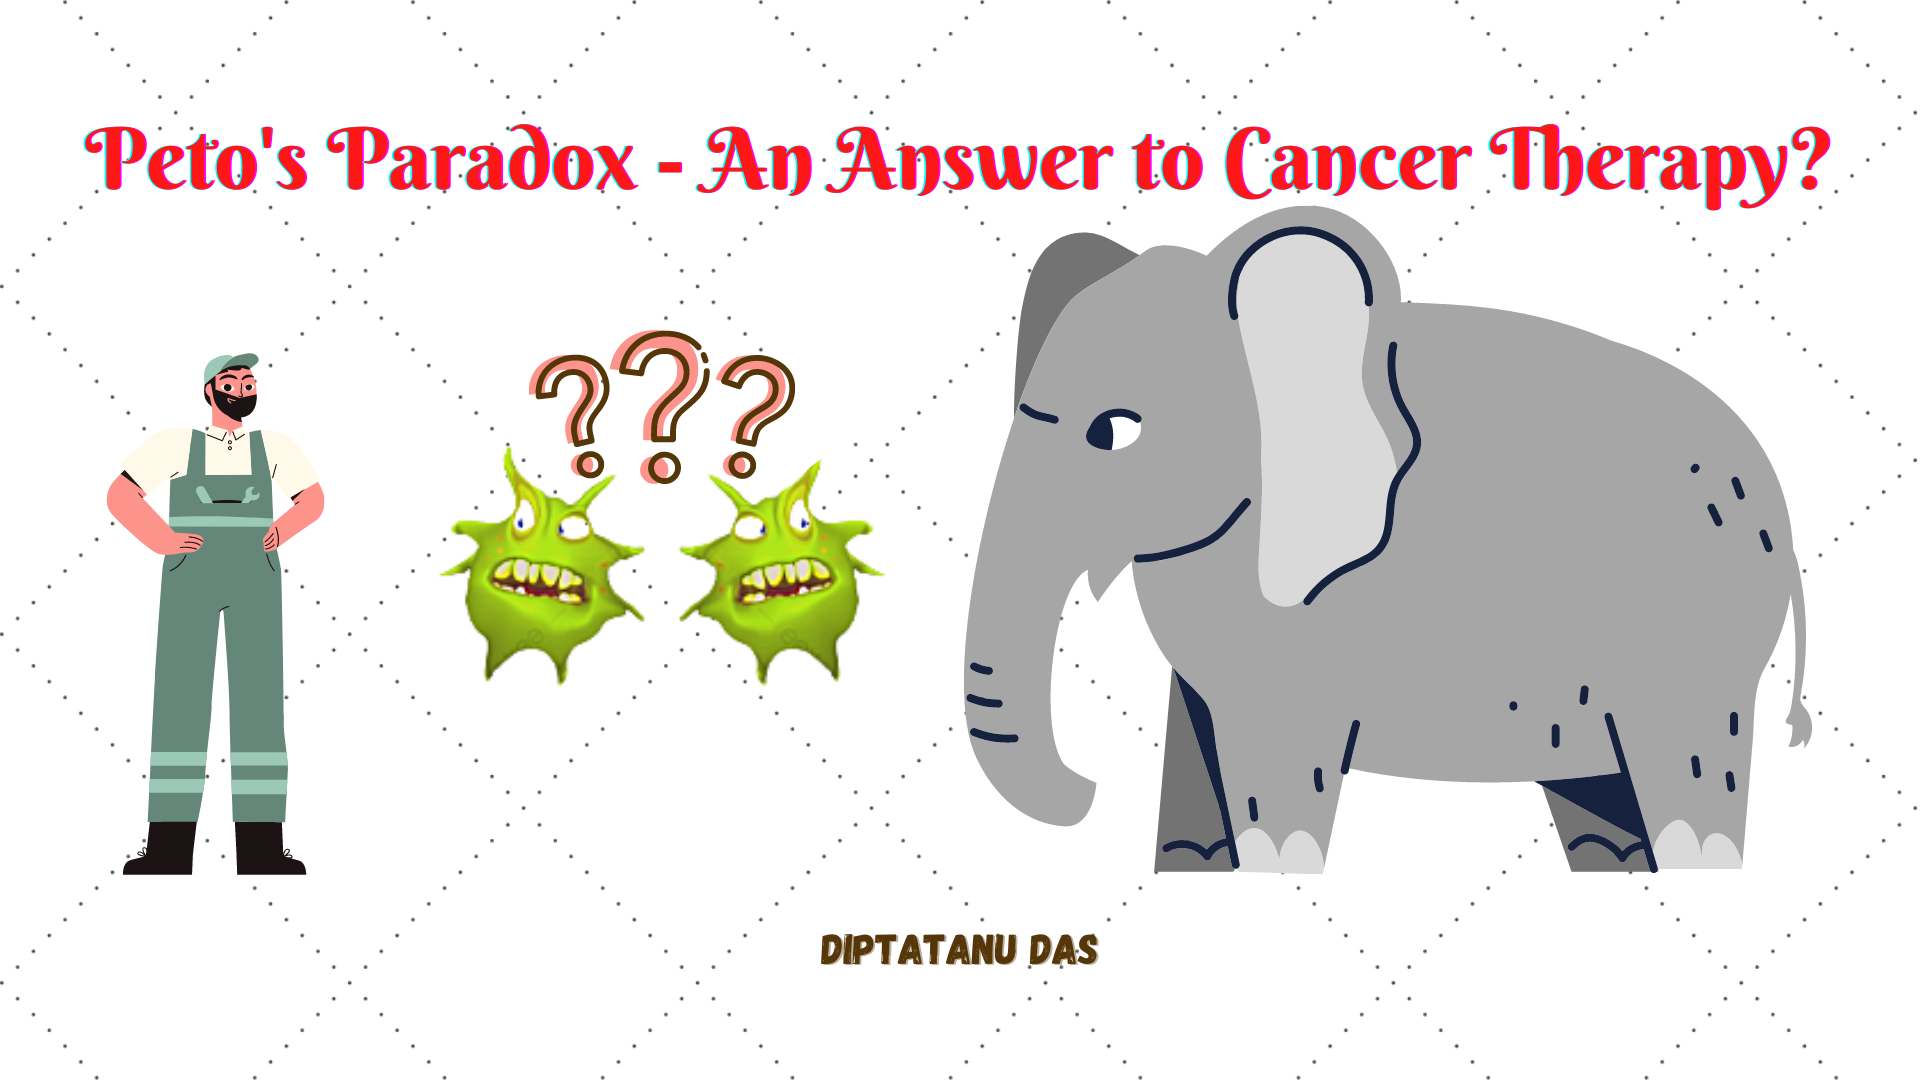 Peto's Paradox - An Answer to Cancer Therapy?
???
DIPTATANU DAS